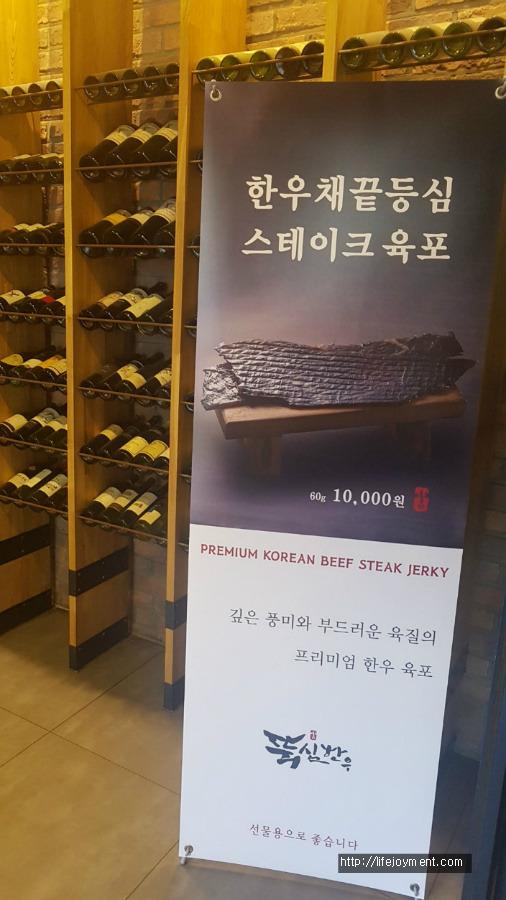 한우채끝등심
스테이크 육포
60g 10,000원
PREMIUM KOREAN BEEF STEAK JERKY
깊은 풍미와 부드러운 육질의
프리미엄 한우 육포
뚝심한우
선물용으로 좋습니다
http://lifejoyment.com